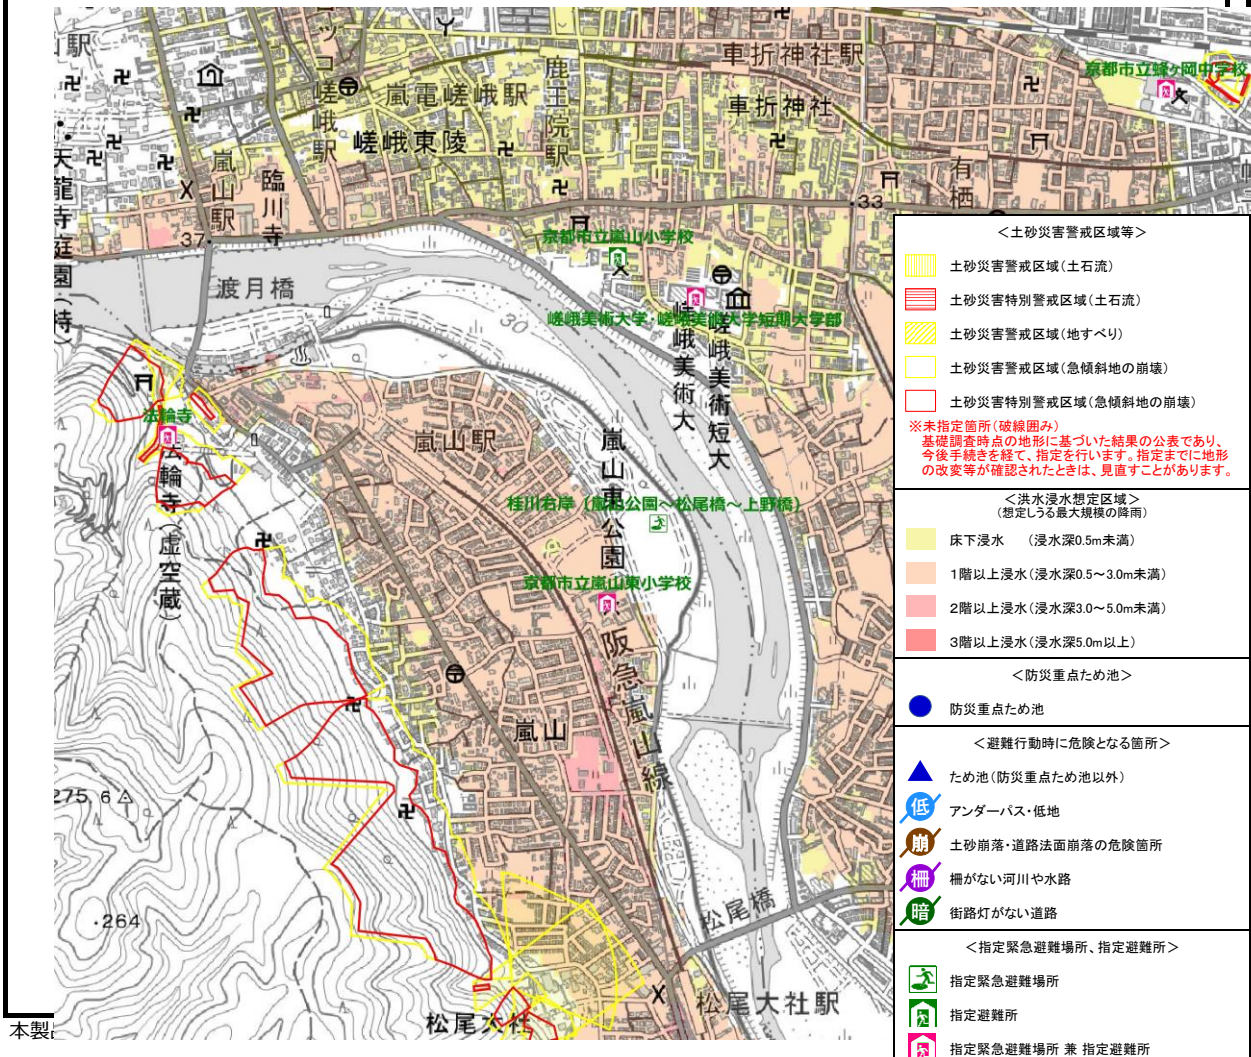 車折神社駅
京都市立蜂ヶ岡中学校
嵐電嵯峨駅
鹿王院駅
車折神社
嵯峨東陵
嵯峨駅
天龍寺庭園
嵐山駅
臨川寺
有栖
33
37
京都市立嵐山小学校
渡月橋
30
嵯峨美術大学・嵯峨美術大学短期大学部
嵯峨美術大
嵯峨美術短大
法輪寺
法輪寺(虚空蔵)
嵐山駅
嵐山東公園
桂川右岸(嵐山公園~松尾橋~上野橋)
京都市立嵐山東小学校
阪急嵐山線
嵐山
275.6
264
松尾橋
松尾大社駅
松尾大社
本製
<土砂災害警戒区域等>
土砂災害警戒区域(土石流)
土砂災害特別警戒区域(土石流)
土砂災害警戒区域(地すべり)
土砂災害警戒区域(急傾斜地の崩壊)
土砂災害特別警戒区域(急傾斜地の崩壊)
※未指定箇所(破線囲み)
基礎調査時点の地形に基づいた結果の公表であり、
今後手続きを経て、指定を行います。指定までに地形
の改変等が確認されたときは、見直すことがあります。
<洪水浸水想定区域>
(想定しうる最大規模の降雨)
床下浸水 (浸水深0.5m未満)
1階以上浸水(浸水深0.5~3.0m未満)
2階以上浸水(浸水深3.0~5.0m未満)
3階以上浸水(浸水深5.0m以上)
<防災重点ため池>
防災重点ため池
<避難行動時に危険となる箇所>
ため池(防災重点ため池以外)
低 アンダーパス・低地
崩 土砂崩落・道路法面崩落の危険箇所
柵 柵がない河川や水路
暗 街路灯がない道路
<指定緊急避難場所、指定避難所>
指定緊急避難場所
指定避難所
指定緊急避難場所 兼 指定避難所